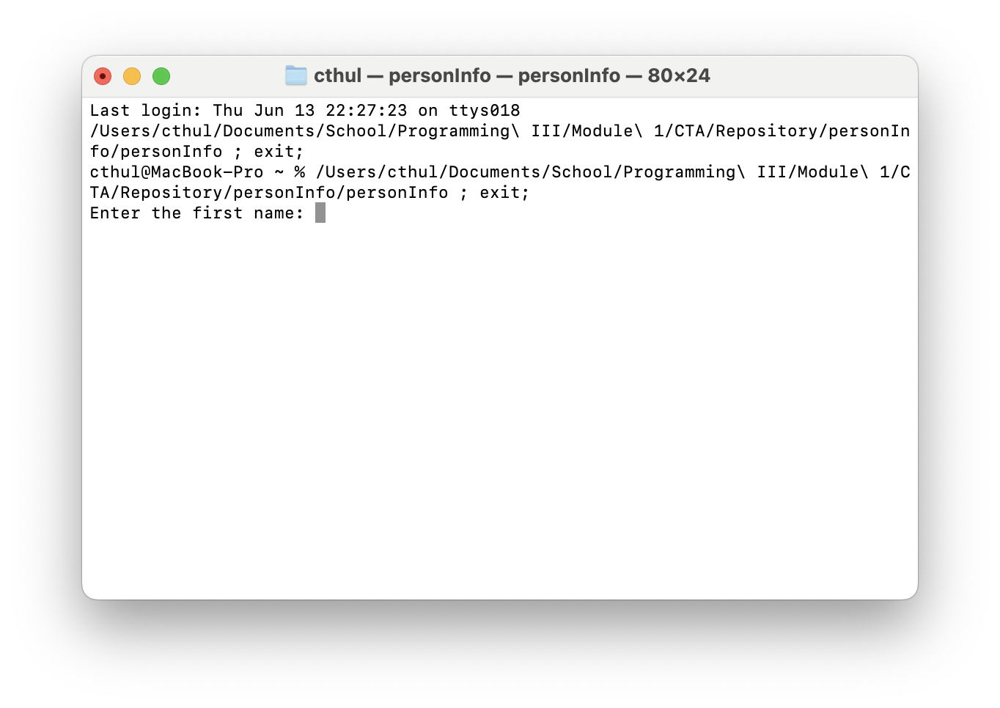 cthul — personInfo — personInfo — 80×24
Last login: Thu Jun 13 22:27:23 on ttys018
/Users/cthul/Documents/School/Programming\ III/Module\ 1/CTA/Repository/personIn
fo/personInfo ; exit;
cthul@MacBook-Pro ~ % /Users/cthul/Documents/School/Programming\ III/Module\ 1/C
TA/Repository/personInfo/personInfo ; exit;
Enter the first name: